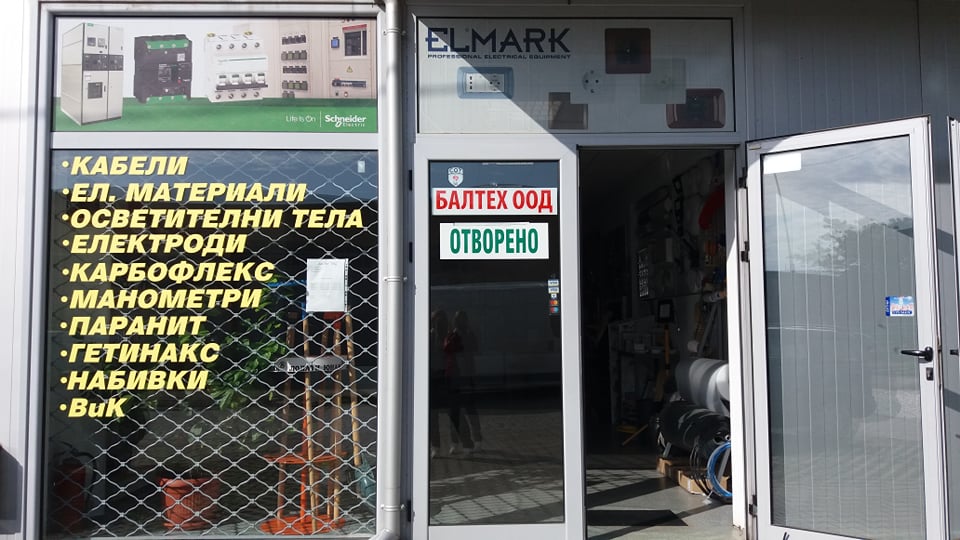 Life Is On | Schneider Electric
• КАБЕЛИ
• ЕЛ. МАТЕРИАЛИ
• ОСВЕТИТЕЛНИ ТЕЛА
• ЕЛЕКТРОДИ
• КАРБОФЛЕКС
• МАНОМЕТРИ
• ПАРАНИТ
• ГЕТИНАКС
• НАБИВКИ
• ВиК
ELMARK
PROFESSIONAL ELECTRICAL EQUIPMENT
СОТ
БАЛТЕХ ООД
ОТВОРЕНО